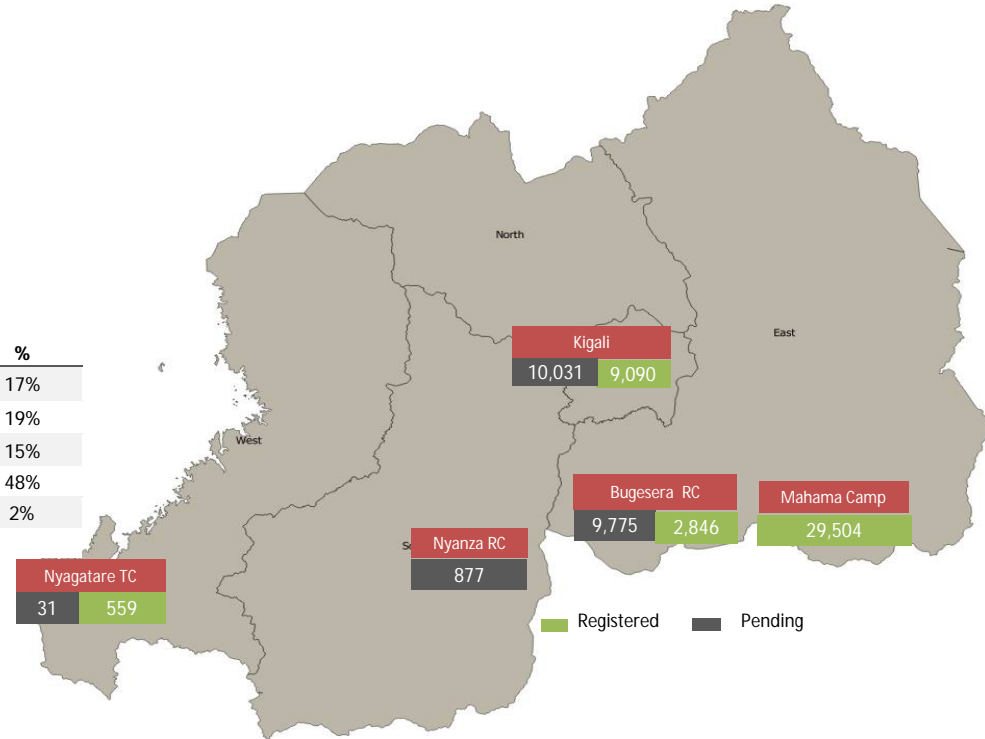 North
East
Kigali
10,031 9,090
%
17%
19%
15%
48%
2%
West
Bugesera RC
9,775 2,846
Mahama Camp
29,504
Nyanza RC
877
Nyagatare TC
31 559
Registered Pending